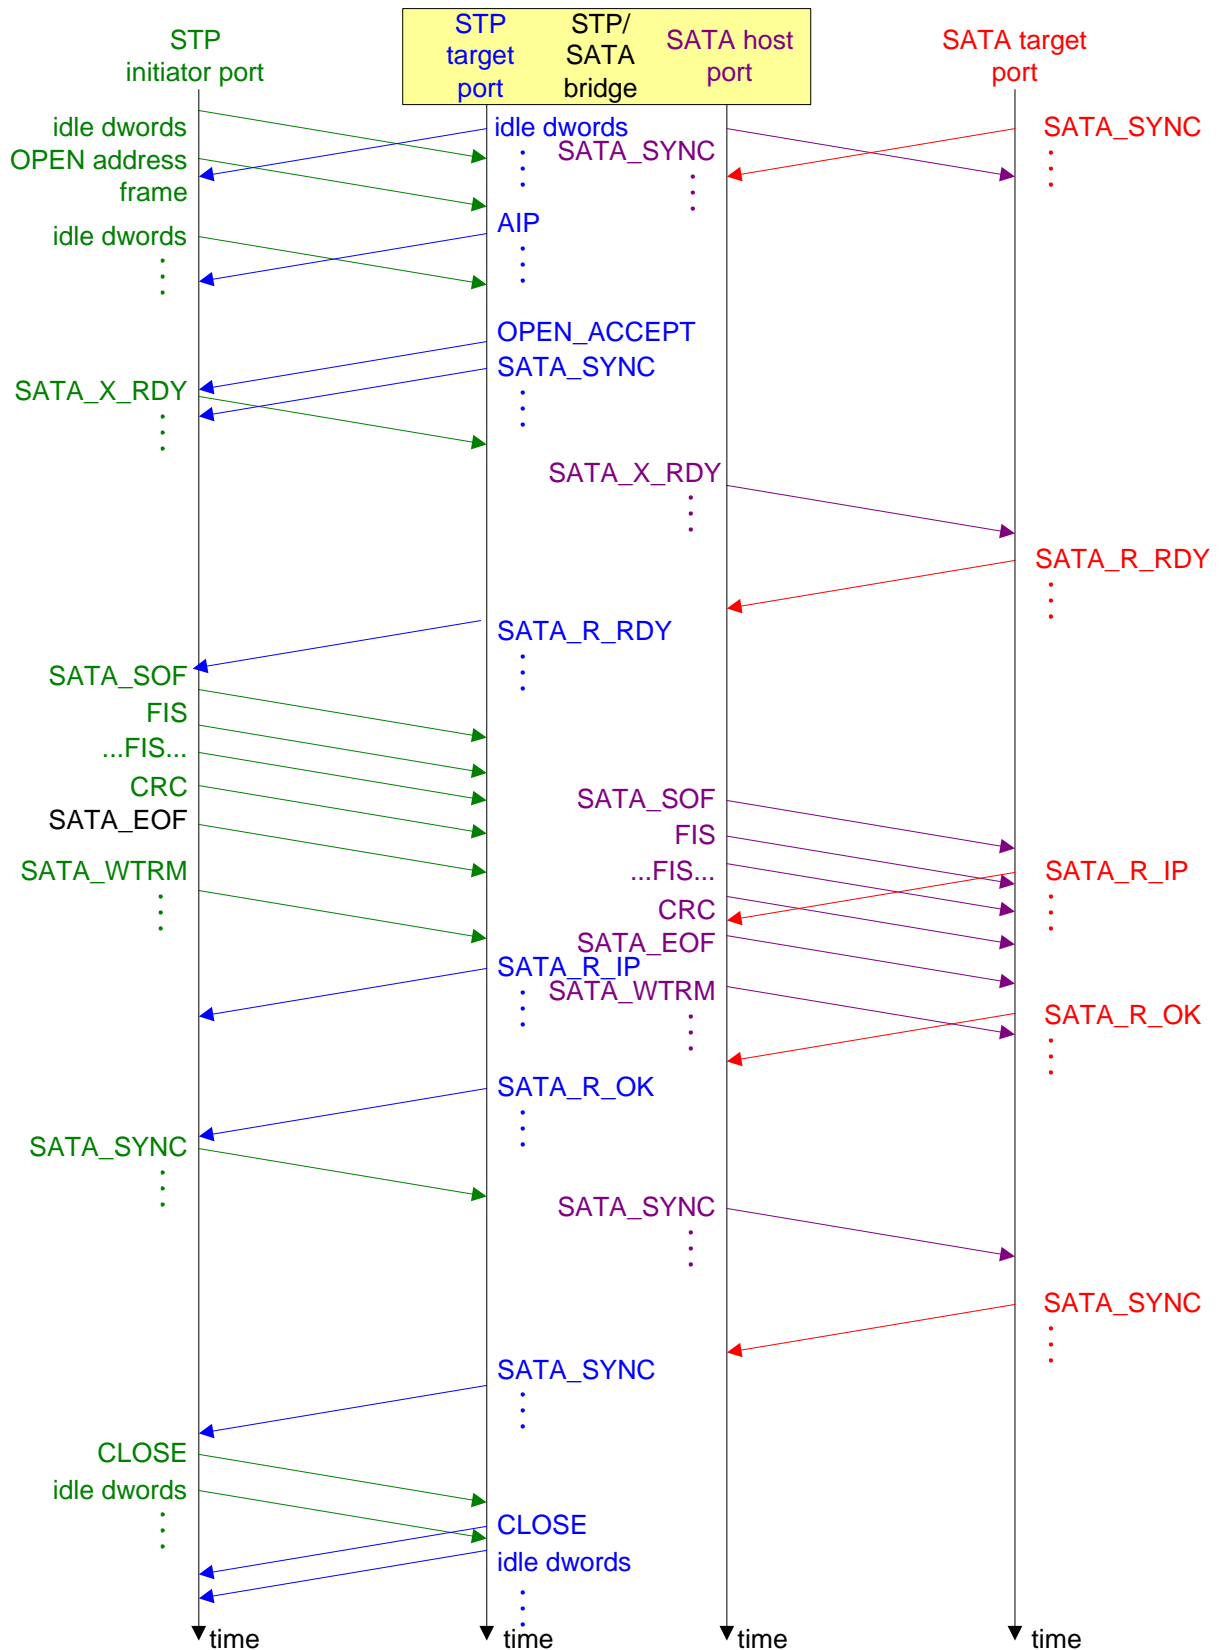 STP
initiator port
STP
target
port
STP/
SATA
bridge
SATA host
port
SATA target
port
idle dwords
idle dwords
SATA_SYNC
SATA_SYNC
OPEN address
frame
AIP
idle dwords
OPEN_ACCEPT
SATA_SYNC
SATA_X_RDY
SATA_X_RDY
SATA_R_RDY
SATA_R_RDY
SATA_SOF
FIS
...FIS...
CRC
SATA_EOF
SATA_WTRM
SATA_SOF
FIS
...FIS...
CRC
SATA_EOF
SATA_WTRM
SATA_R_IP
SATA_R_IP
SATA_R_OK
SATA_R_OK
SATA_SYNC
SATA_SYNC
SATA_SYNC
SATA_SYNC
CLOSE
idle dwords
CLOSE
idle dwords
time
time
time
time